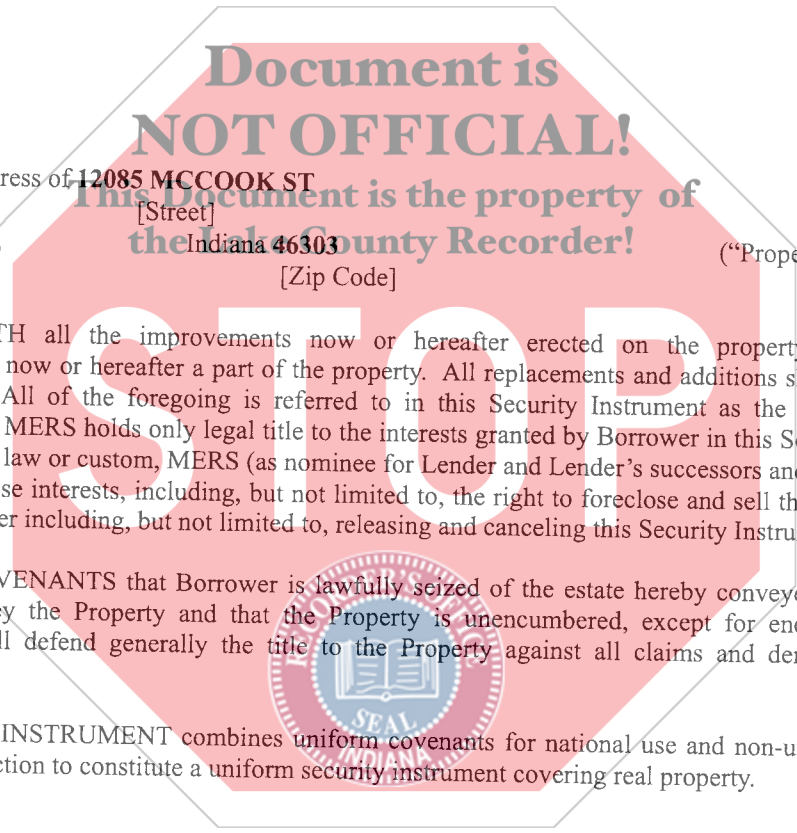 Document is
NOT OFFICIAL!
ress of 12085 MCCOOK ST
This Document is the property of
[Street]
the Lake County Recorder!
Indiana 46303
("Prope
[Zip Code]
STOP
TH all the improvements now or hereafter erected on the property
now or hereafter a part of the property. All replacements and additions s
All of the foregoing is referred to in this Security Instrument as the
MERS holds only legal title to the interests granted by Borrower in this S
law or custom, MERS (as nominee for Lender and Lender's successors and
se interests, including, but not limited to, the right to foreclose and sell th
er including, but not limited to, releasing and canceling this Security Instru
VENANTS that Borrower is lawfully seized of the estate hereby conveye
ey the Property and that the Property is unencumbered, except for enc
ll defend generally the title to the Property against all claims and der
INSTRUMENT combines uniform covenants for national use and non-u
ction to constitute a uniform security instrument covering real property.
RECORDER'S OFFICE
SEAL
INDIANA